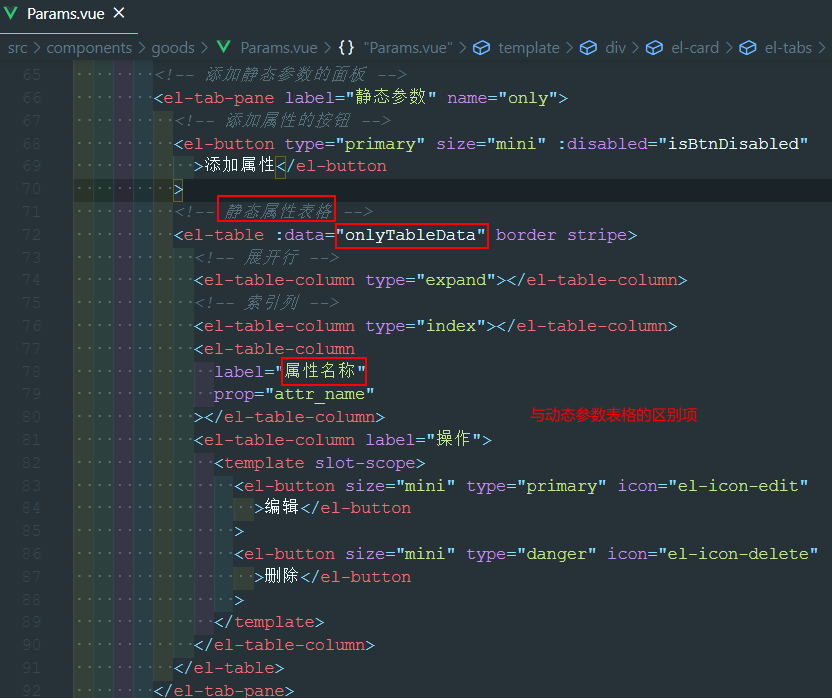 Params.vue ×
src > components > goods > Params.vue > {} "Params.vue" > template > div > el-card > el-tabs >
65 <!-- 添加静态参数的面板 -->
66 <el-tab-pane label="静态参数" name="only">
67 <!-- 添加属性的按钮 -->
68 <el-button type="primary" size="mini" :disabled="isBtnDisabled"
69 >添加属性</el-button
70 >
71 <!-- 静态属性表格 -->
72 <el-table :data="onlyTableData" border stripe>
73 <!-- 展开行 -->
74 <el-table-column type="expand"></el-table-column>
75 <!-- 索引列 -->
76 <el-table-column type="index"></el-table-column>
77 <el-table-column
78 label="属性名称"
79 prop="attr_name"
80 ></el-table-column>
与动态参数表格的区别项
81 <el-table-column label="操作">
82 <template slot-scope>
83 <el-button size="mini" type="primary" icon="el-icon-edit"
84 >编辑</el-button
85 >
86 <el-button size="mini" type="danger" icon="el-icon-delete"
87 >删除</el-button
88 >
89 </template>
90 </el-table-column>
91 </el-table>
92 </el-tab-pane>